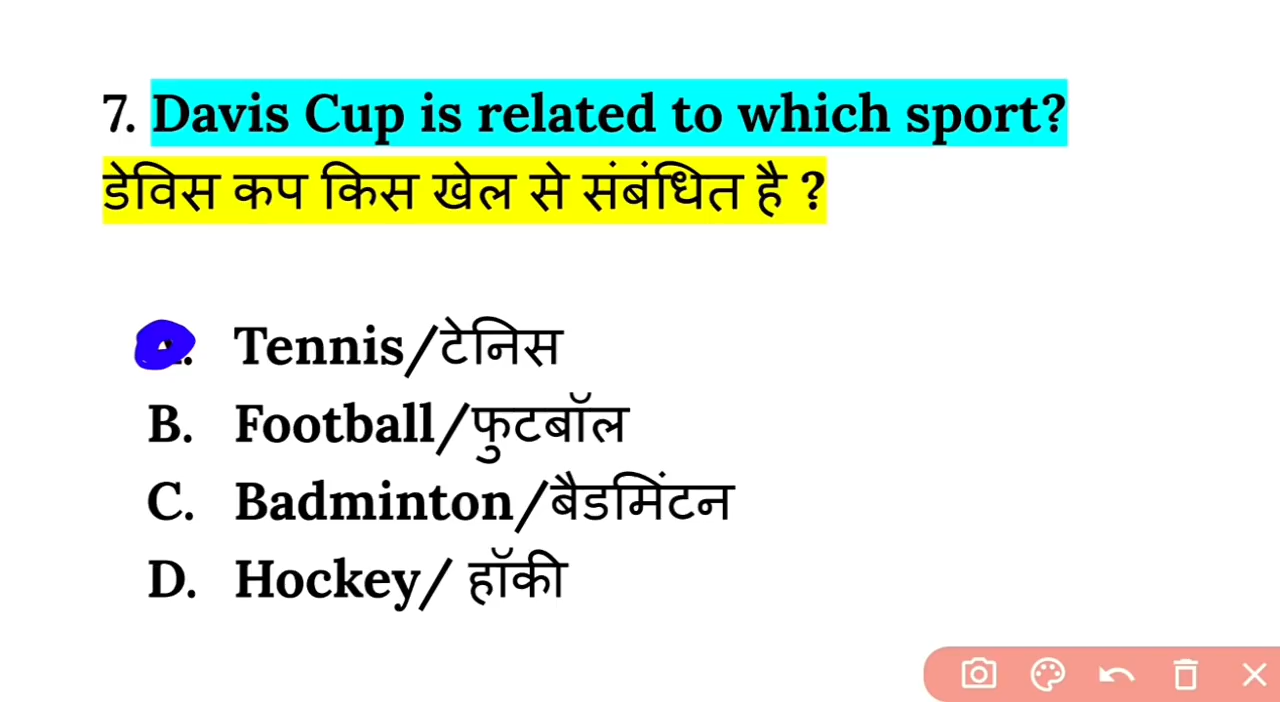 7. Davis Cup is related to which sport?
डेविस कप किस खेल से संबंधित है ?
Tennis/टेनिस
B. Football/फुटबॉल
C. Badminton/बैडमिंटन
D. Hockey/ हॉकी